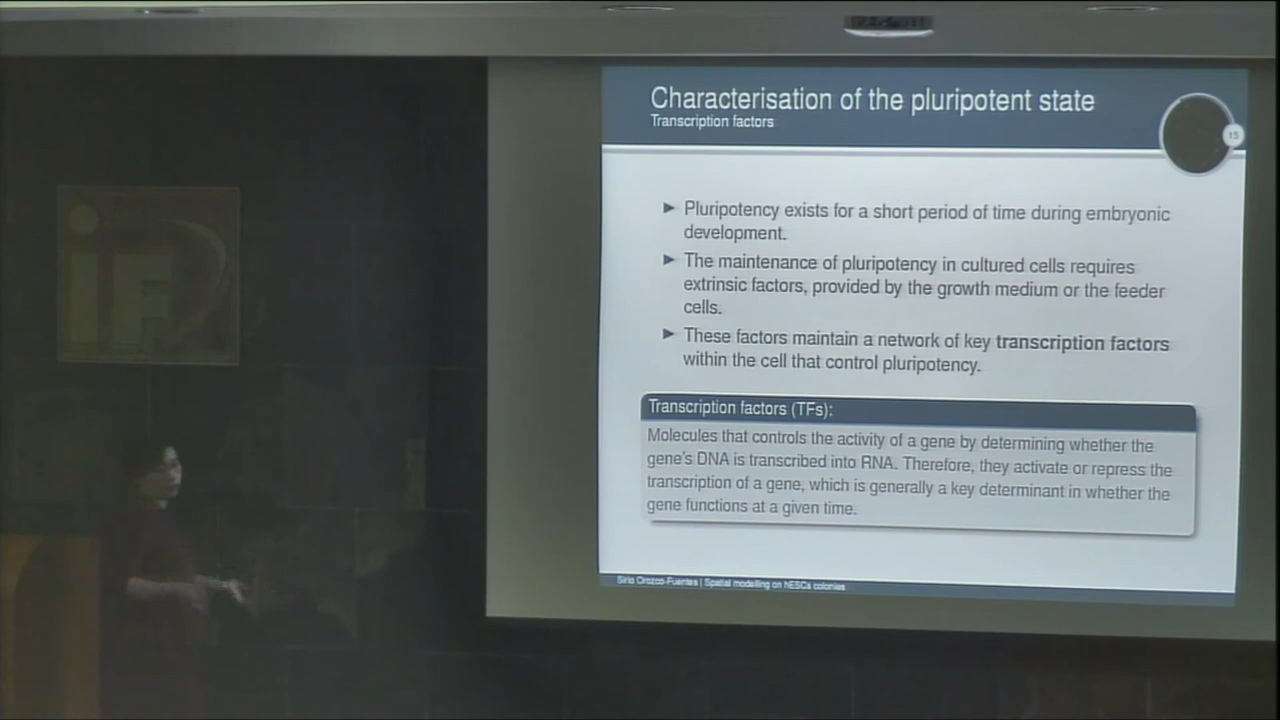 Characterisation of the pluripotent state
Transcription factors
15
▶ Pluripotency exists for a short period of time during embryonic
development.
▶ The maintenance of pluripotency in cultured cells requires
extrinsic factors, provided by the growth medium or the feeder
cells.
▶ These factors maintain a network of key transcription factors
within the cell that control pluripotency.
Transcription factors (TFs):
Molecules that controls the activity of a gene by determining whether the
gene's DNA is transcribed into RNA. Therefore, they activate or repress the
transcription of a gene, which is generally a key determinant in whether the
gene functions at a given time.
Sirio Orozco-Fuentes | Spatial modelling on hESCs colonies